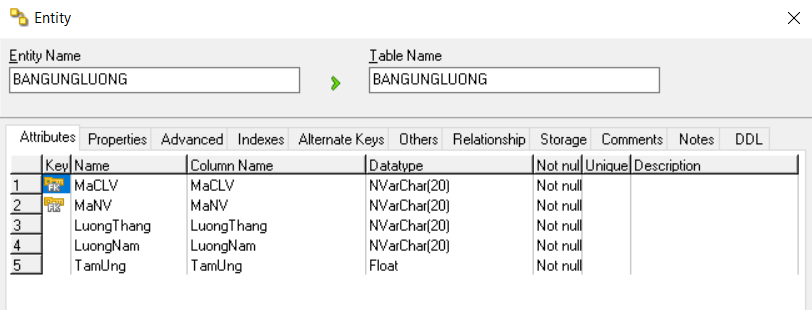 Entity
Entity Name
Table Name
BANGUNGLUONG
BANGUNGLUONG
Attributes Properties Advanced Indexes Alternate Keys Others Relationship Storage Comments Notes DDL
Key Name Column Name Datatype Not nul Unique Description
1 FK MaCLV MaCLV NVarChar(20) Not null
2 FK MaNV MaNV NVarChar(20) Not null
3 LuongThang LuongThang NVarChar(20) Not null
4 LuongNam LuongNam NVarChar(20) Not null
5 TamUng TamUng Float Not null